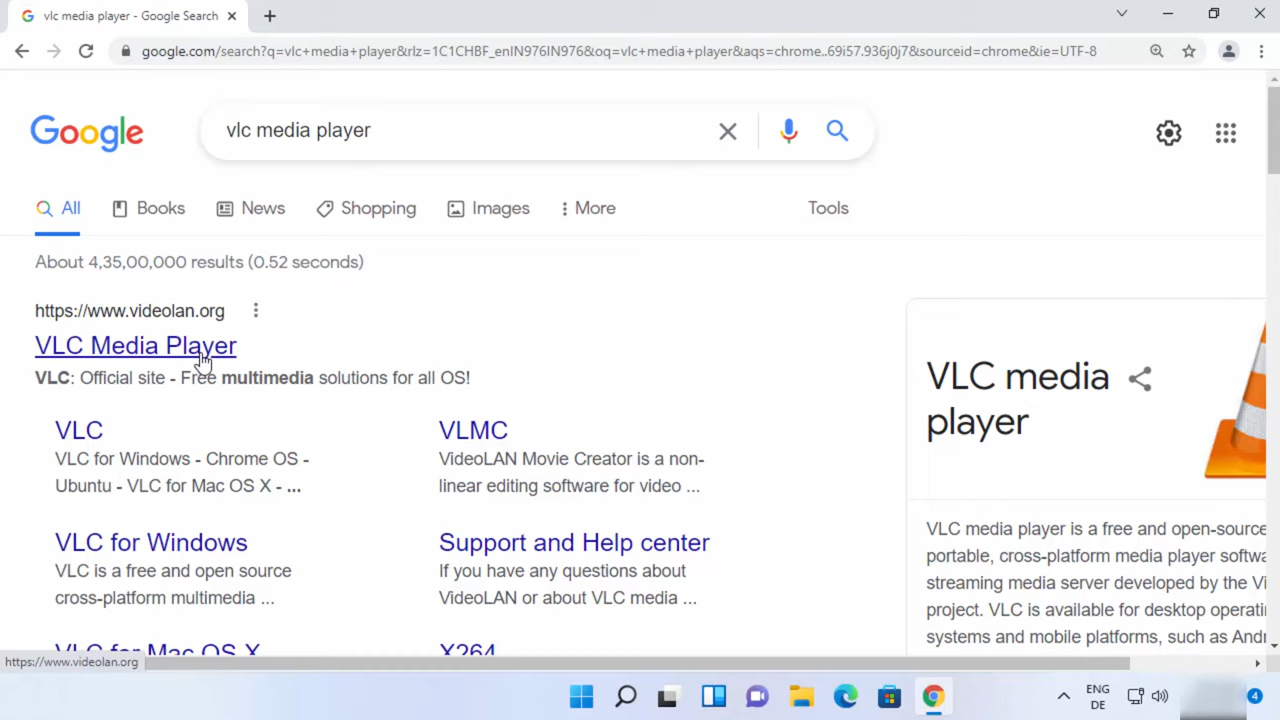 vlc media player - Google Search
google.com/search?q=vlc+media+player&rlz=1C1CHBF_enIN976IN976&oq=vlc+media+player&aqs=chrome..69i57.936j0j7&sourceid=chrome&ie=UTF-8
Google
vlc media player
All
Books
News
Shopping
Images
More
Tools
About 4,35,00,000 results (0.52 seconds)
https://www.videolan.org
VLC Media Player
VLC: Official site - Free multimedia solutions for all OS!
VLC
VLC for Windows - Chrome OS -
Ubuntu - VLC for Mac OS X - ...
VLMC
VideoLAN Movie Creator is a non-
linear editing software for video ...
VLC for Windows
VLC is a free and open source
cross-platform multimedia ...
Support and Help center
If you have any questions about
VideoLAN or about VLC media ...
VLC for Mac OS X
X264
VLC media
player
VLC media player is a free and open-source
portable, cross-platform media player softwa
streaming media server developed by the Vi
project. VLC is available for desktop operati
systems and mobile platforms, such as Andr
https://www.videolan.org
ENG
DE
4